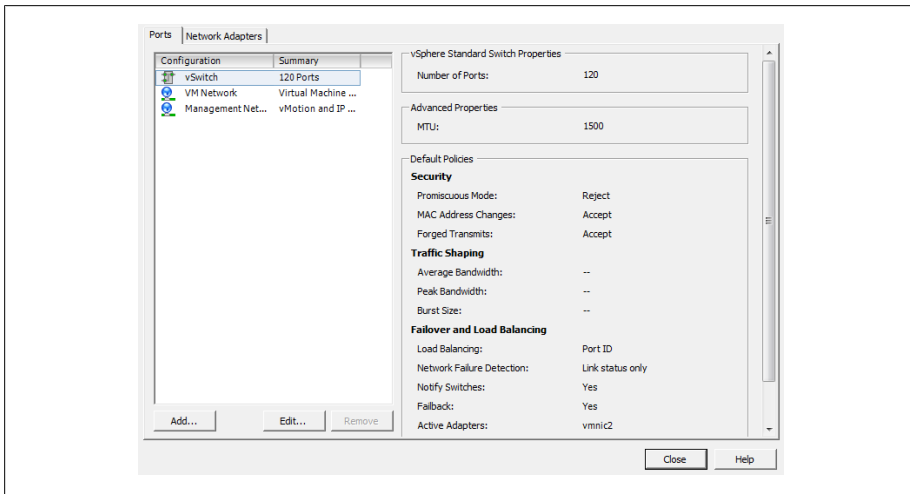 Ports Network Adapters
Configuration Summary
vSwitch 120 Ports
VM Network Virtual Machine ...
Management Net... vMotion and IP ...
Add... Edit... Remove
vSphere Standard Switch Properties
Number of Ports: 120
Advanced Properties
MTU: 1500
Default Policies
Security
Promiscuous Mode: Reject
MAC Address Changes: Accept
Forged Transmits: Accept
Traffic Shaping
Average Bandwidth: --
Peak Bandwidth: --
Burst Size: --
Failover and Load Balancing
Load Balancing: Port ID
Network Failure Detection: Link status only
Notify Switches: Yes
Failback: Yes
Active Adapters: vmnic2
Close Help